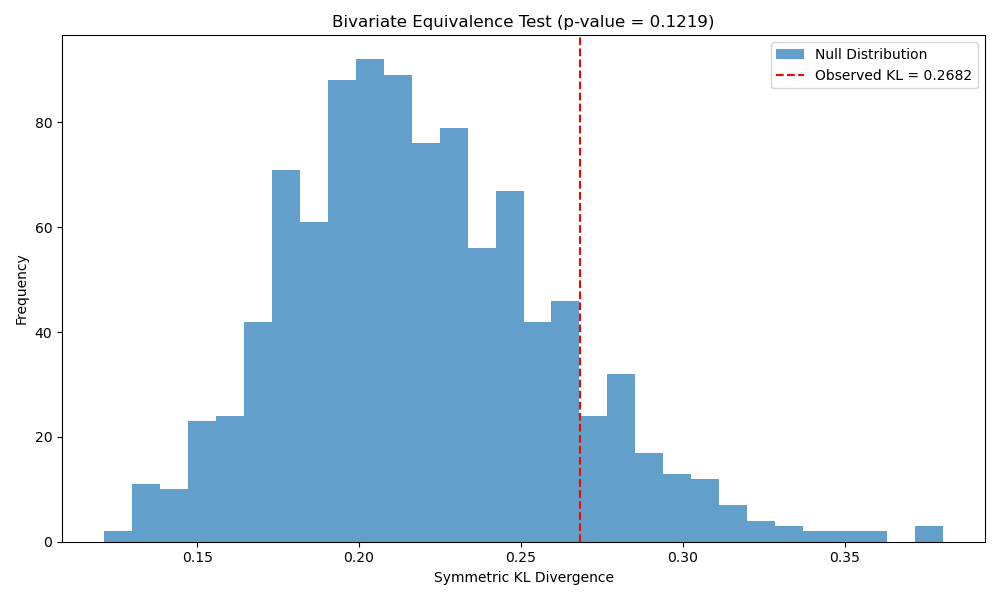 Bivariate Equivalence Test (p-value = 0.1219)
Null Distribution
Observed KL = 0.2682
Frequency
80
60
40
20
0
0.15 0.20 0.25 0.30 0.35
Symmetric KL Divergence